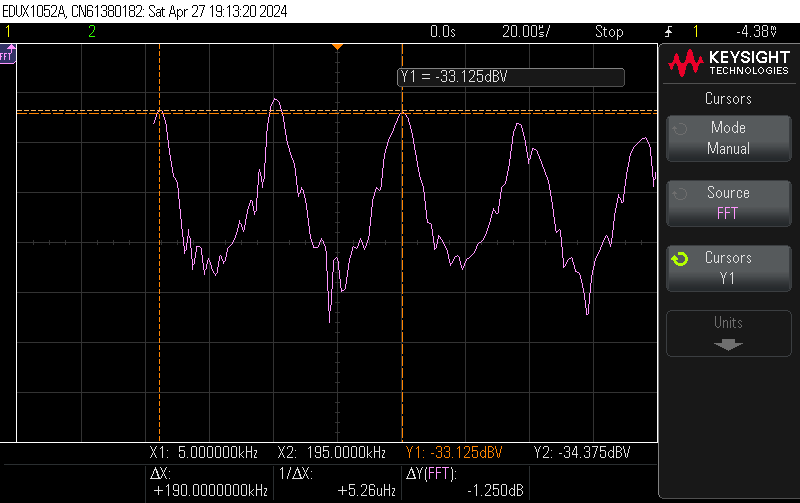 EDUX1052A, CN61380182: Sat Apr 27 19:13:20 2024
1 2 0.0s 20.00s/ Stop 1 -4.38V
FFT
KEYSIGHT
TECHNOLOGIES
Y1 = -33.125dBV
Cursors
Mode
Manual
Source
FFT
Cursors
Y1
Units
X1: 5.000000kHz X2: 195.0000kHz Y1: -33.125dBV Y2: -34.375dBV
ΔX: 1/ΔX: ΔY(FFT):
+190.0000000kHz +5.26uHz -1.250dB